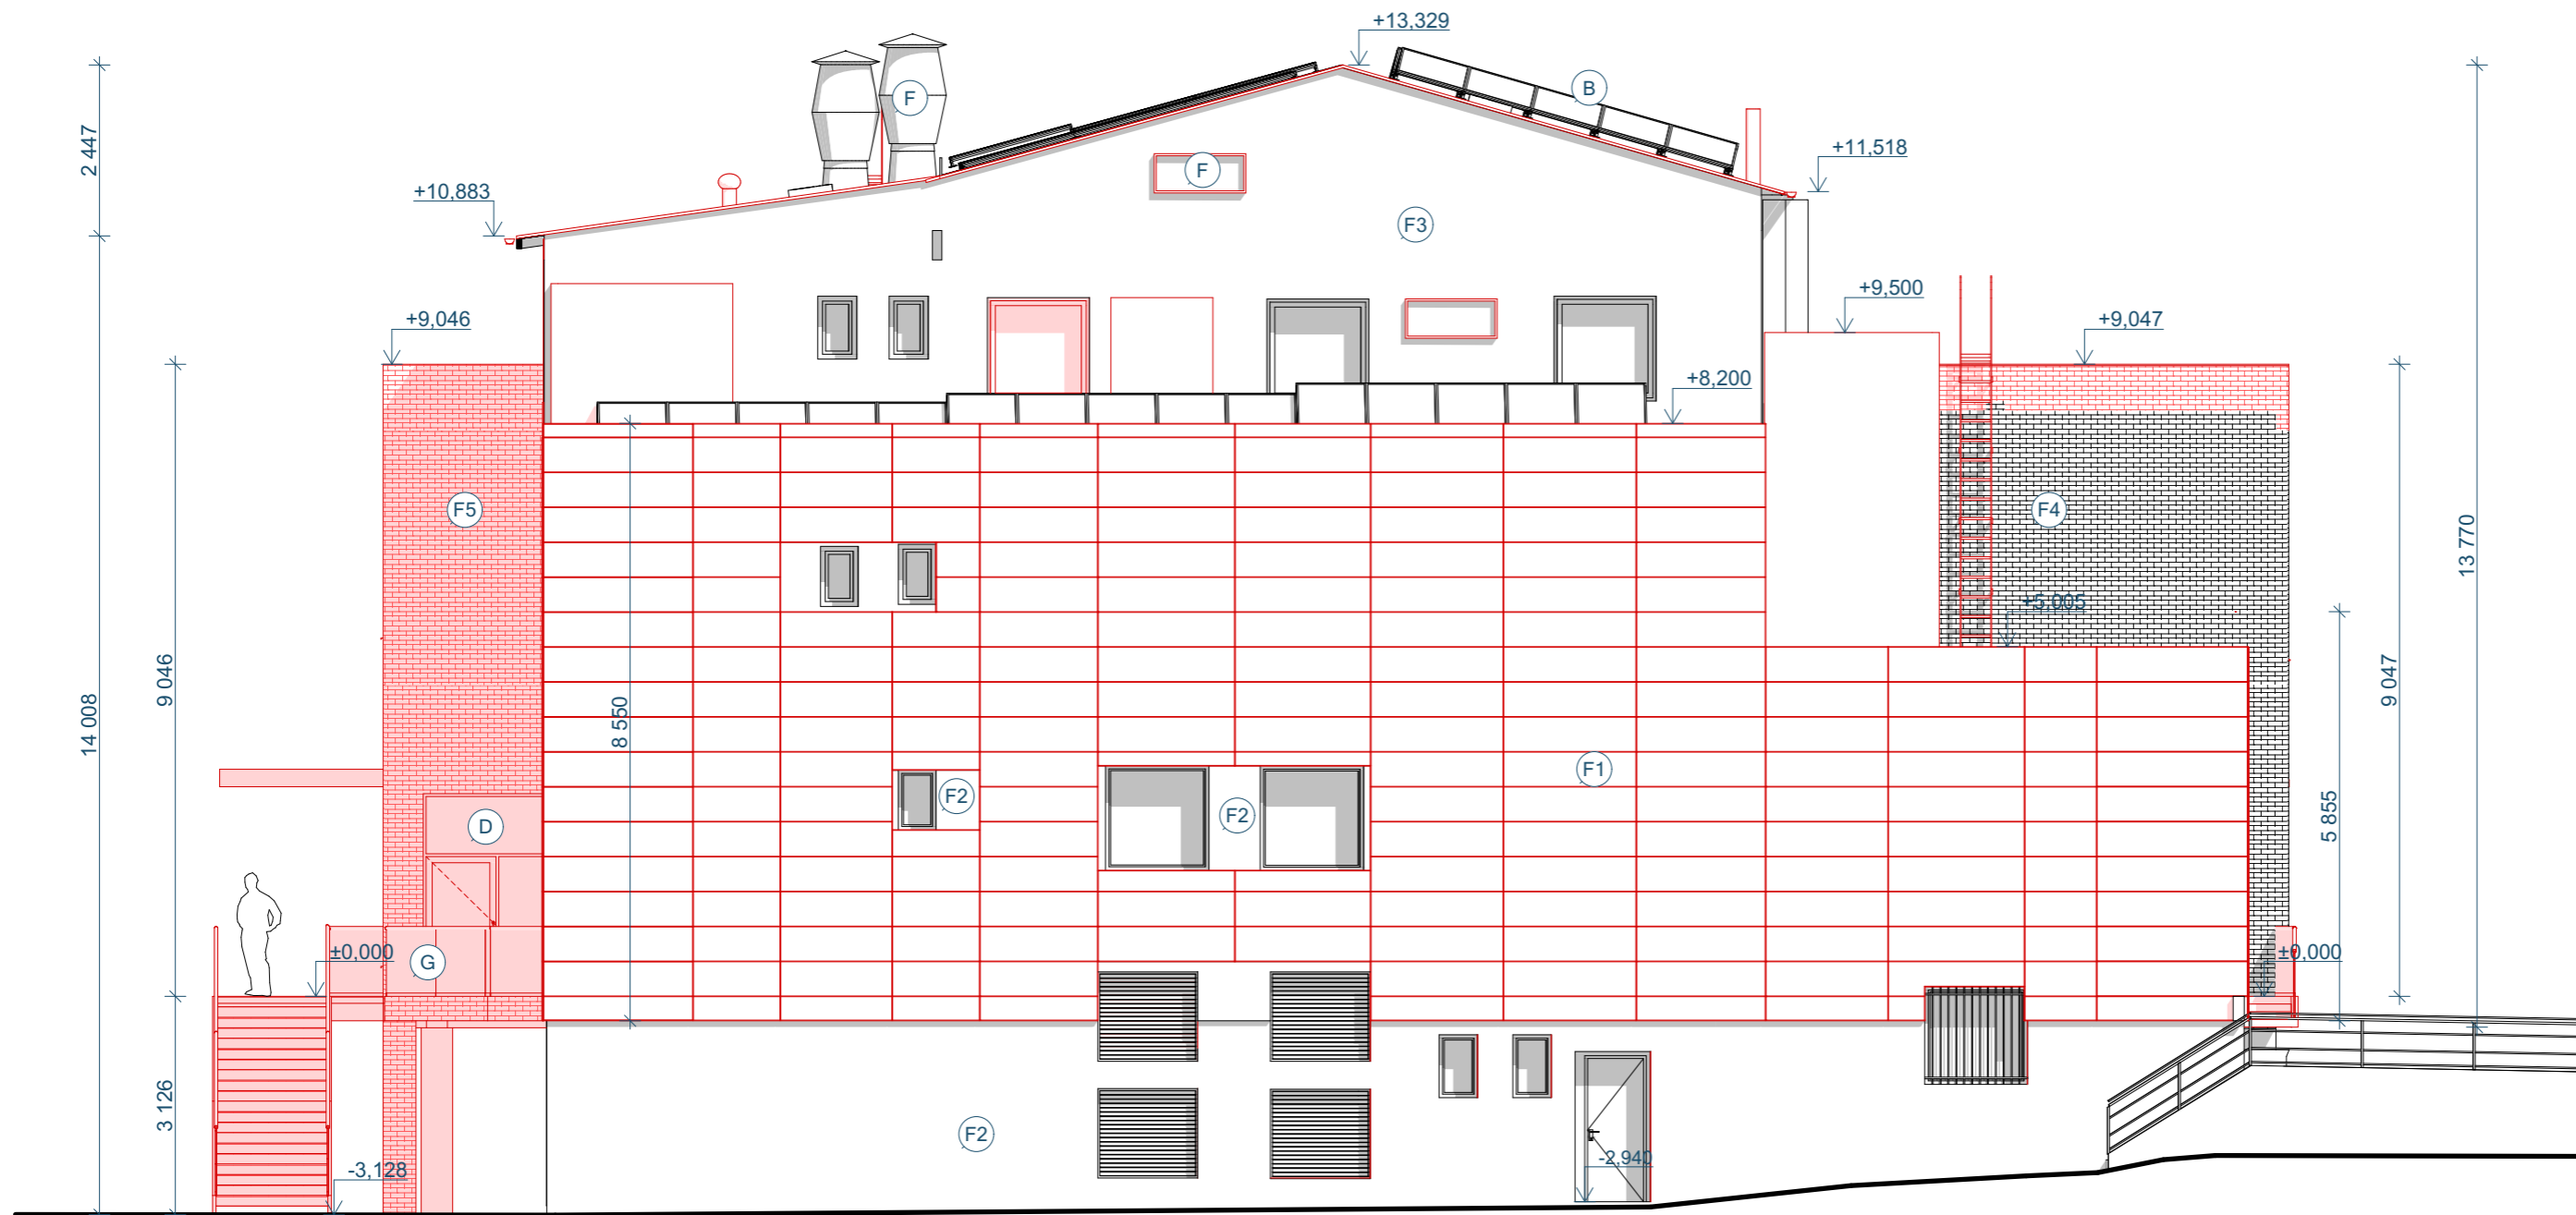 +13,329
F
B
2 447
+11,518
F
+10,883
F3
+9,500
+9,046
+9,047
+8,200
F5
F4
13 770
+5,005
9 046
9 047
14 008
8 550
F1
F2
F2
5 855
D
±0,000
G
±0,000
3 126
F2
-3,128
-2,940